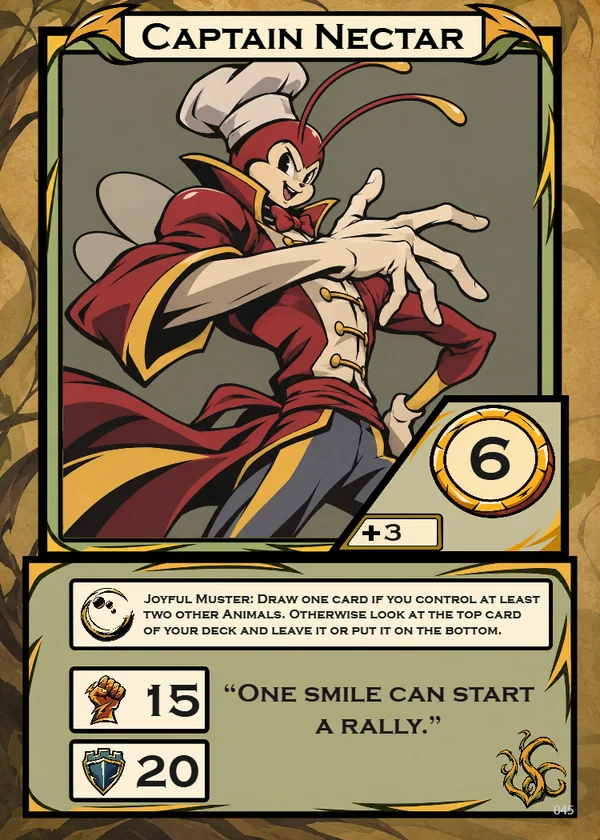 Captain Nectar
6
+3
Joyful Muster: Draw one card if you control at least
two other Animals. Otherwise look at the top card
of your deck and leave it or put it on the bottom.
15
“One smile can start
a rally.”
20
045